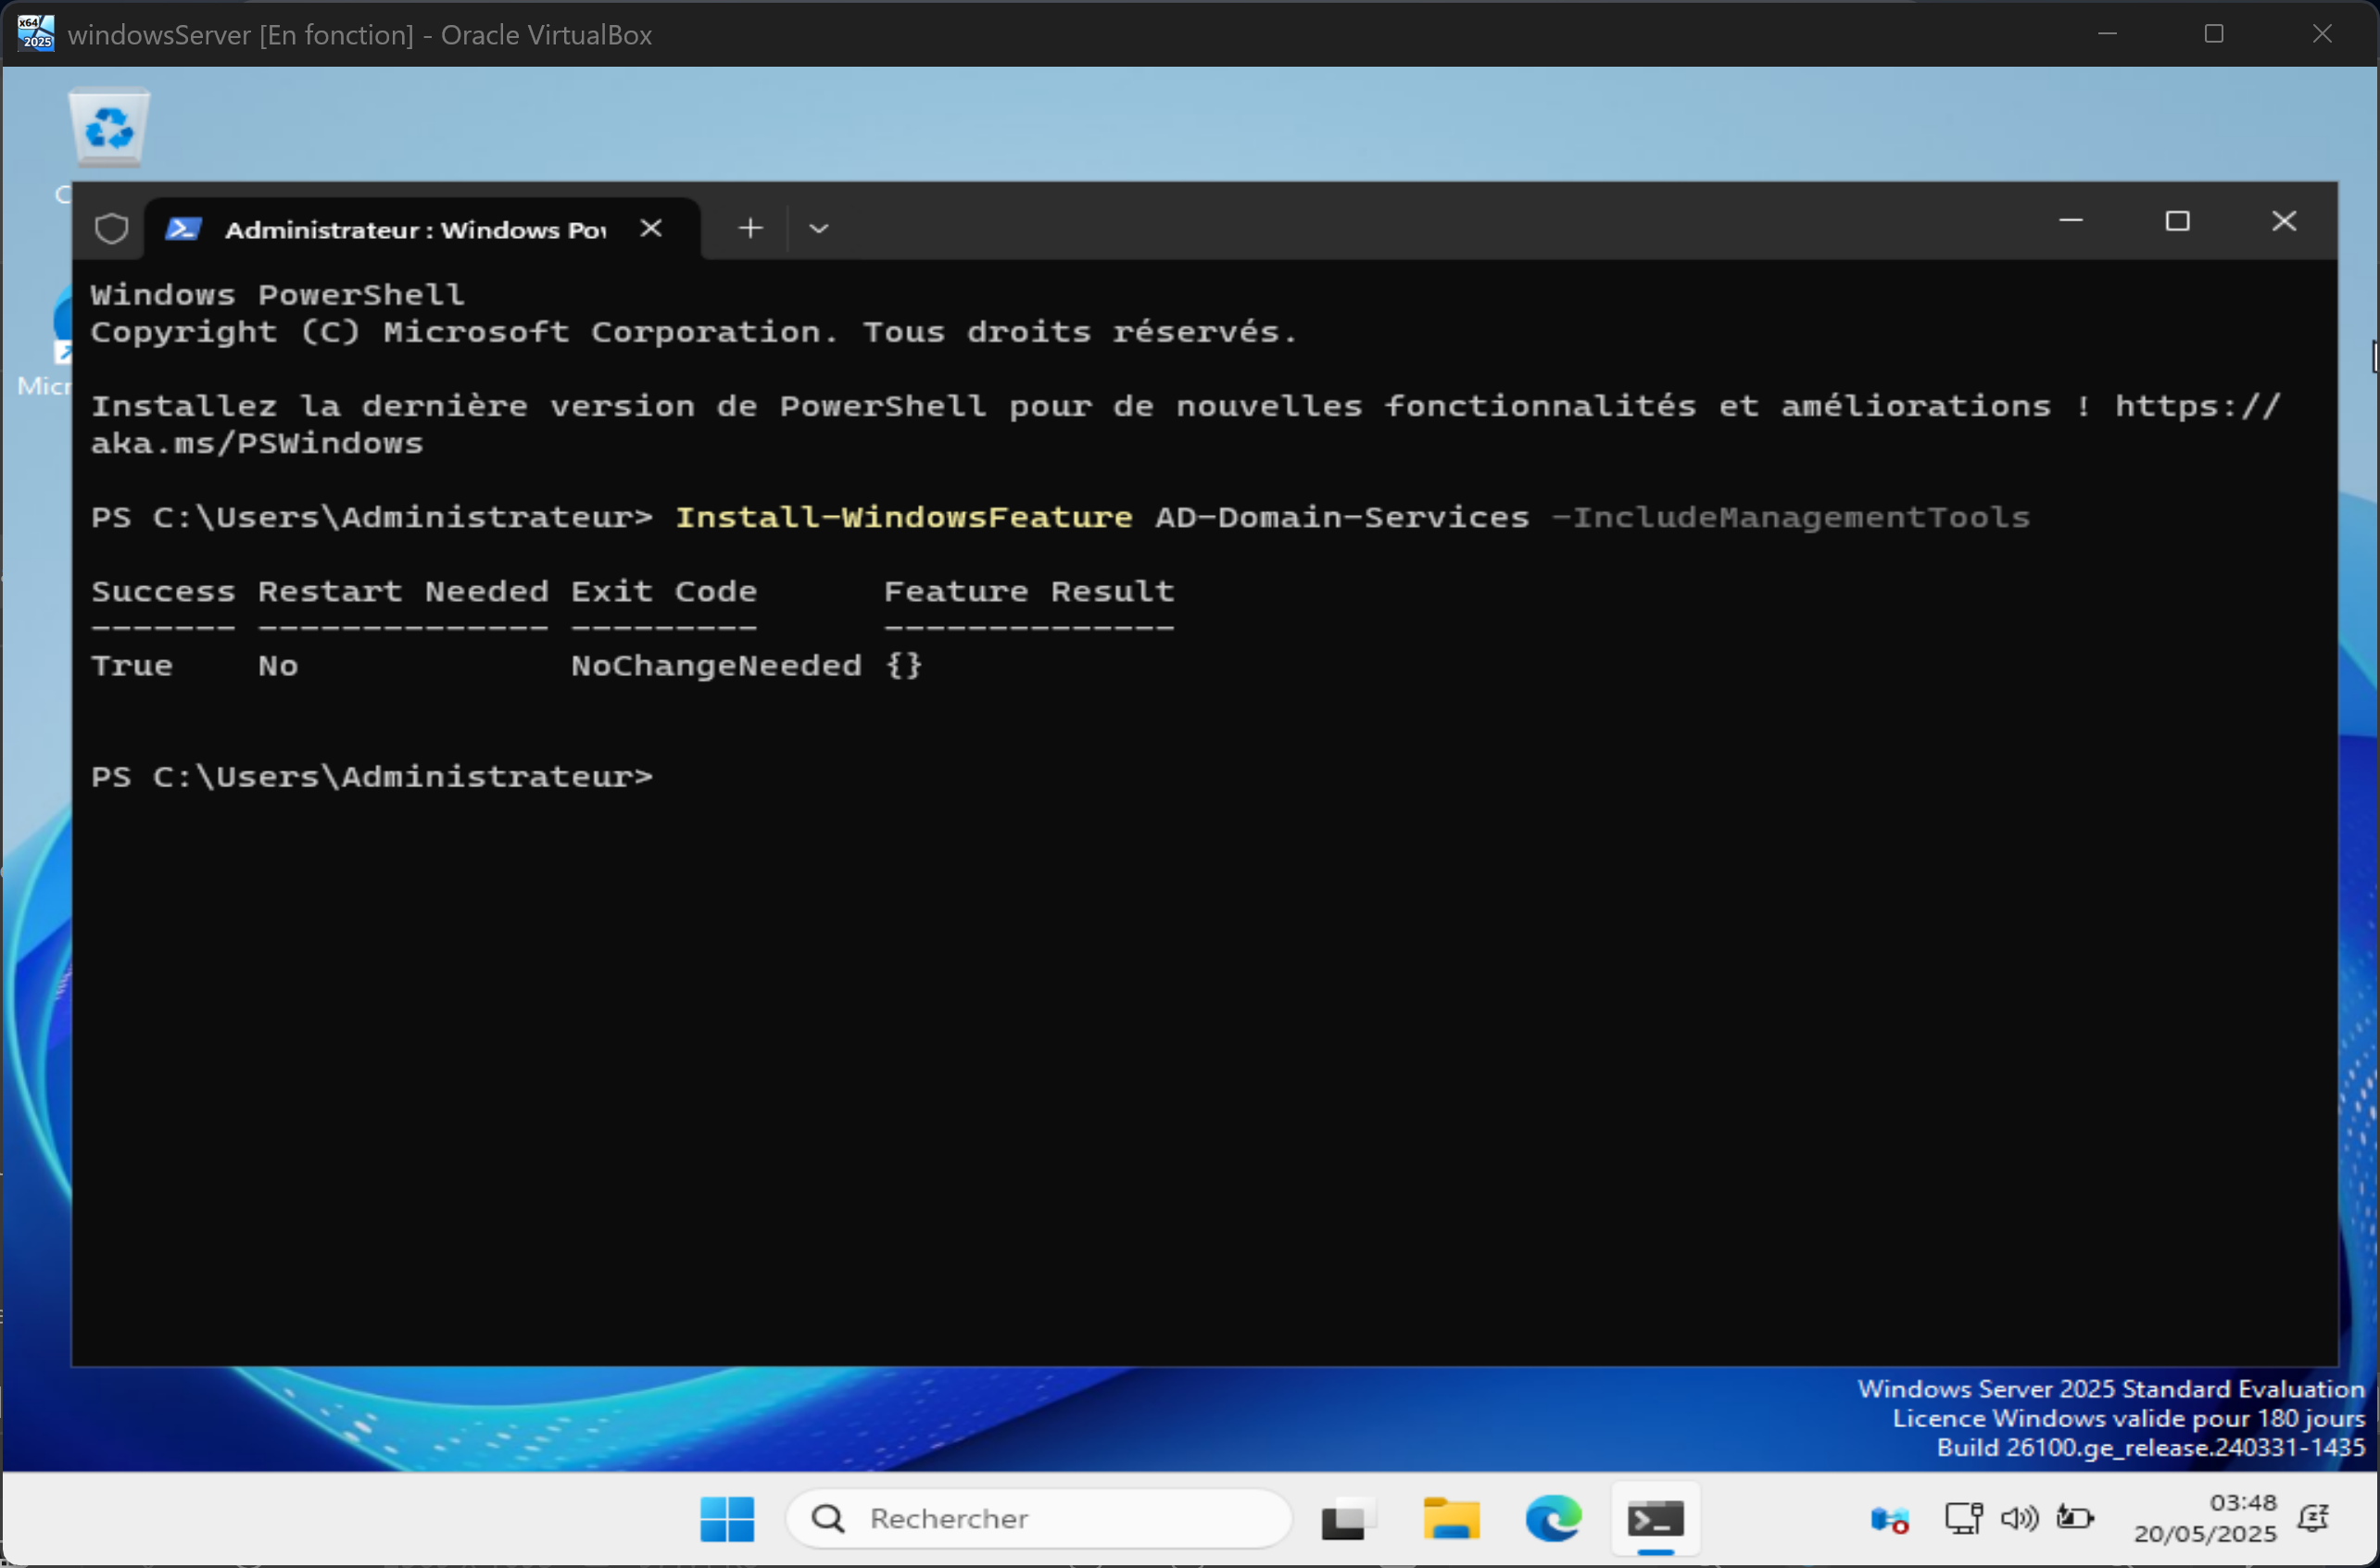 x64
2025
windowsServer [En fonction] - Oracle VirtualBox
Administrateur : Windows Po
Windows PowerShell
Copyright (C) Microsoft Corporation. Tous droits réservés.
Micr
Installez la dernière version de PowerShell pour de nouvelles fonctionnalités et améliorations ! https://
aka.ms/PSWindows
PS C:\Users\Administrateur> Install-WindowsFeature AD-Domain-Services -IncludeManagementTools
Success Restart Needed Exit Code      Feature Result
------- -------------- ---------      --------------
True    No             NoChangeNeeded {}
PS C:\Users\Administrateur>
Windows Server 2025 Standard Evaluation
Licence Windows valide pour 180 jours
Build 26100.ge_release.240331-1435
Rechercher
03:48
20/05/2025